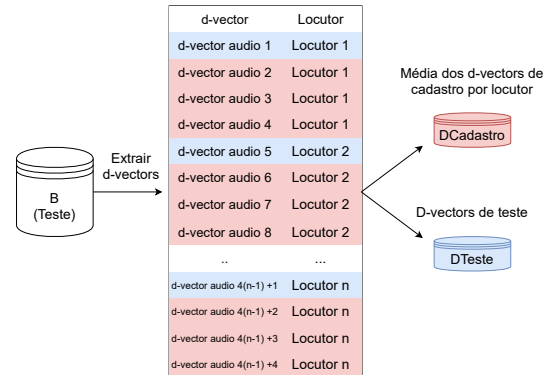 d-vector Locutor
d-vector audio 1 Locutor 1
d-vector audio 2 Locutor 1
d-vector audio 3 Locutor 1
d-vector audio 4 Locutor 1
d-vector audio 5 Locutor 2
d-vector audio 6 Locutor 2
d-vector audio 7 Locutor 2
d-vector audio 8 Locutor 2
.. ...
d-vector audio 4(n-1) +1 Locutor n
d-vector audio 4(n-1) +2 Locutor n
d-vector audio 4(n-1) +3 Locutor n
d-vector audio 4(n-1) +4 Locutor n
B
(Teste)
Extrair
d-vectors
Média dos d-vectors de
cadastro por locutor
DCadastro
D-vectors de teste
DTeste